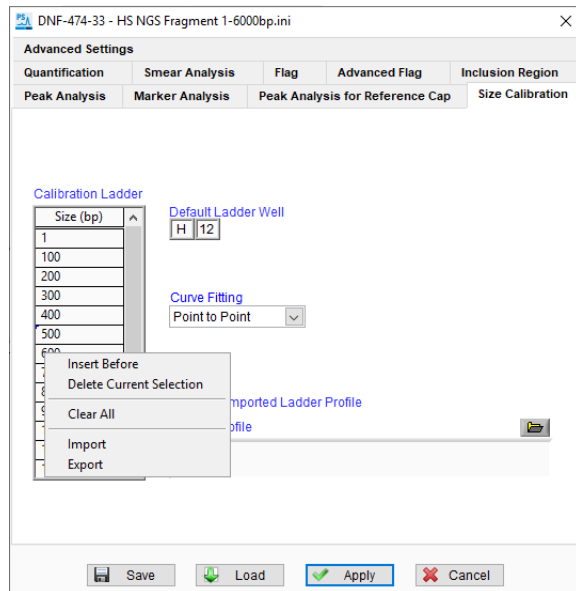 DNF-474-33 - HS NGS Fragment 1-6000bp.ini
Advanced Settings
Quantification Smear Analysis Flag Advanced Flag Inclusion Region
Peak Analysis Marker Analysis Peak Analysis for Reference Cap Size Calibration
Calibration Ladder
Size (bp)
Default Ladder Well
H 12
1
100
200
300
Curve Fitting
400
Point to Point
500
600
Insert Before
Delete Current Selection
Clear All
Import
Export
mported Ladder Profile
ofile
Save Load Apply Cancel